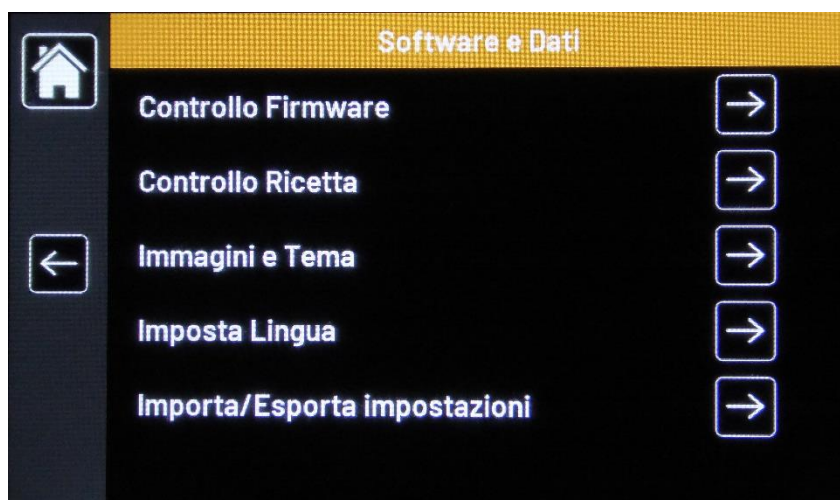 Software e Dati
Controllo Firmware
Controllo Ricetta
Immagini e Tema
Imposta Lingua
Importa/Esporta impostazioni